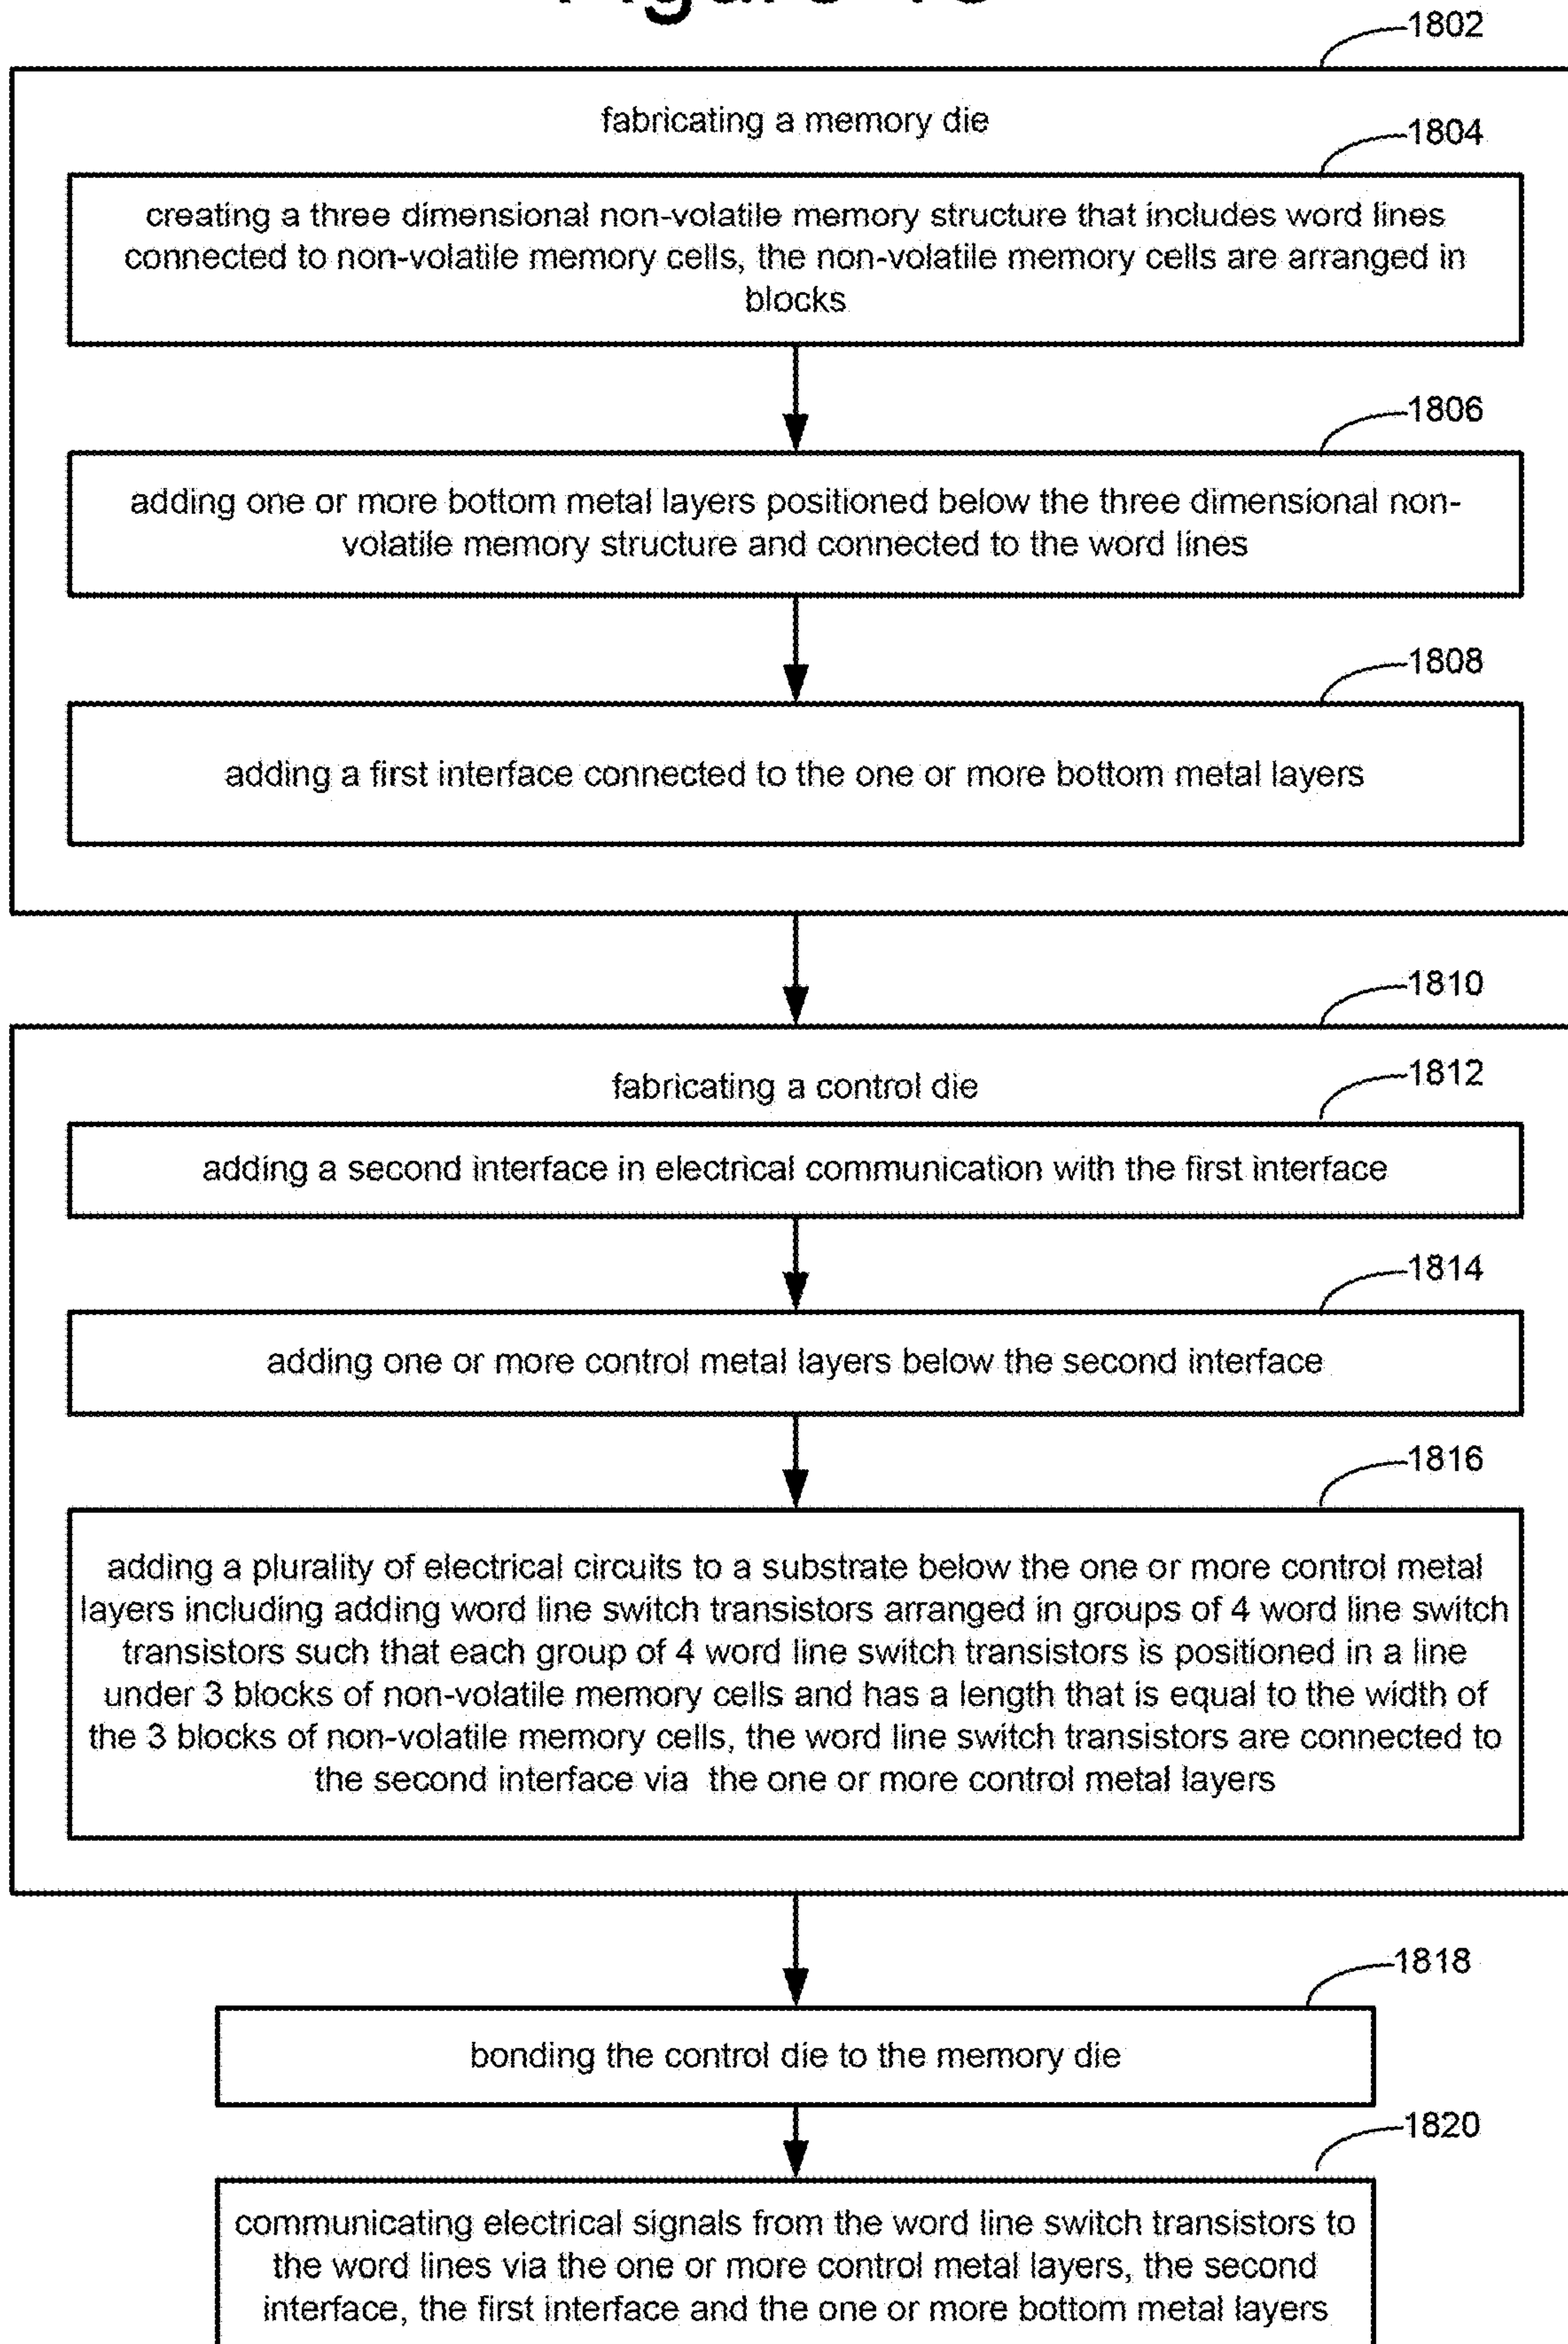 1802
fabricating a memory die
1804
creating a three dimensional non-volatile memory structure that includes word lines
connected to non-volatile memory cells, the non-volatile memory cells are arranged in
blocks
1806
adding one or more bottom metal layers positioned below the three dimensional non-
volatile memory structure and connected to the word lines
1808
adding a first interface connected to the one or more bottom metal layers
1810
fabricating a control die
1812
adding a second interface in electrical communication with the first interface
1814
adding one or more control metal layers below the second interface
1816
adding a plurality of electrical circuits to a substrate below the one or more control metal
layers including adding word line switch transistors arranged in groups of 4 word line switch
transistors such that each group of 4 word line switch transistors is positioned in a line
under 3 blocks of non-volatile memory cells and has a length that is equal to the width of
the 3 blocks of non-volatile memory cells, the word line switch transistors are connected to
the second interface via the one or more control metal layers
1818
bonding the control die to the memory die
1820
communicating electrical signals from the word line switch transistors to
the word lines via the one or more control metal layers, the second
interface, the first interface and the one or more bottom metal layers